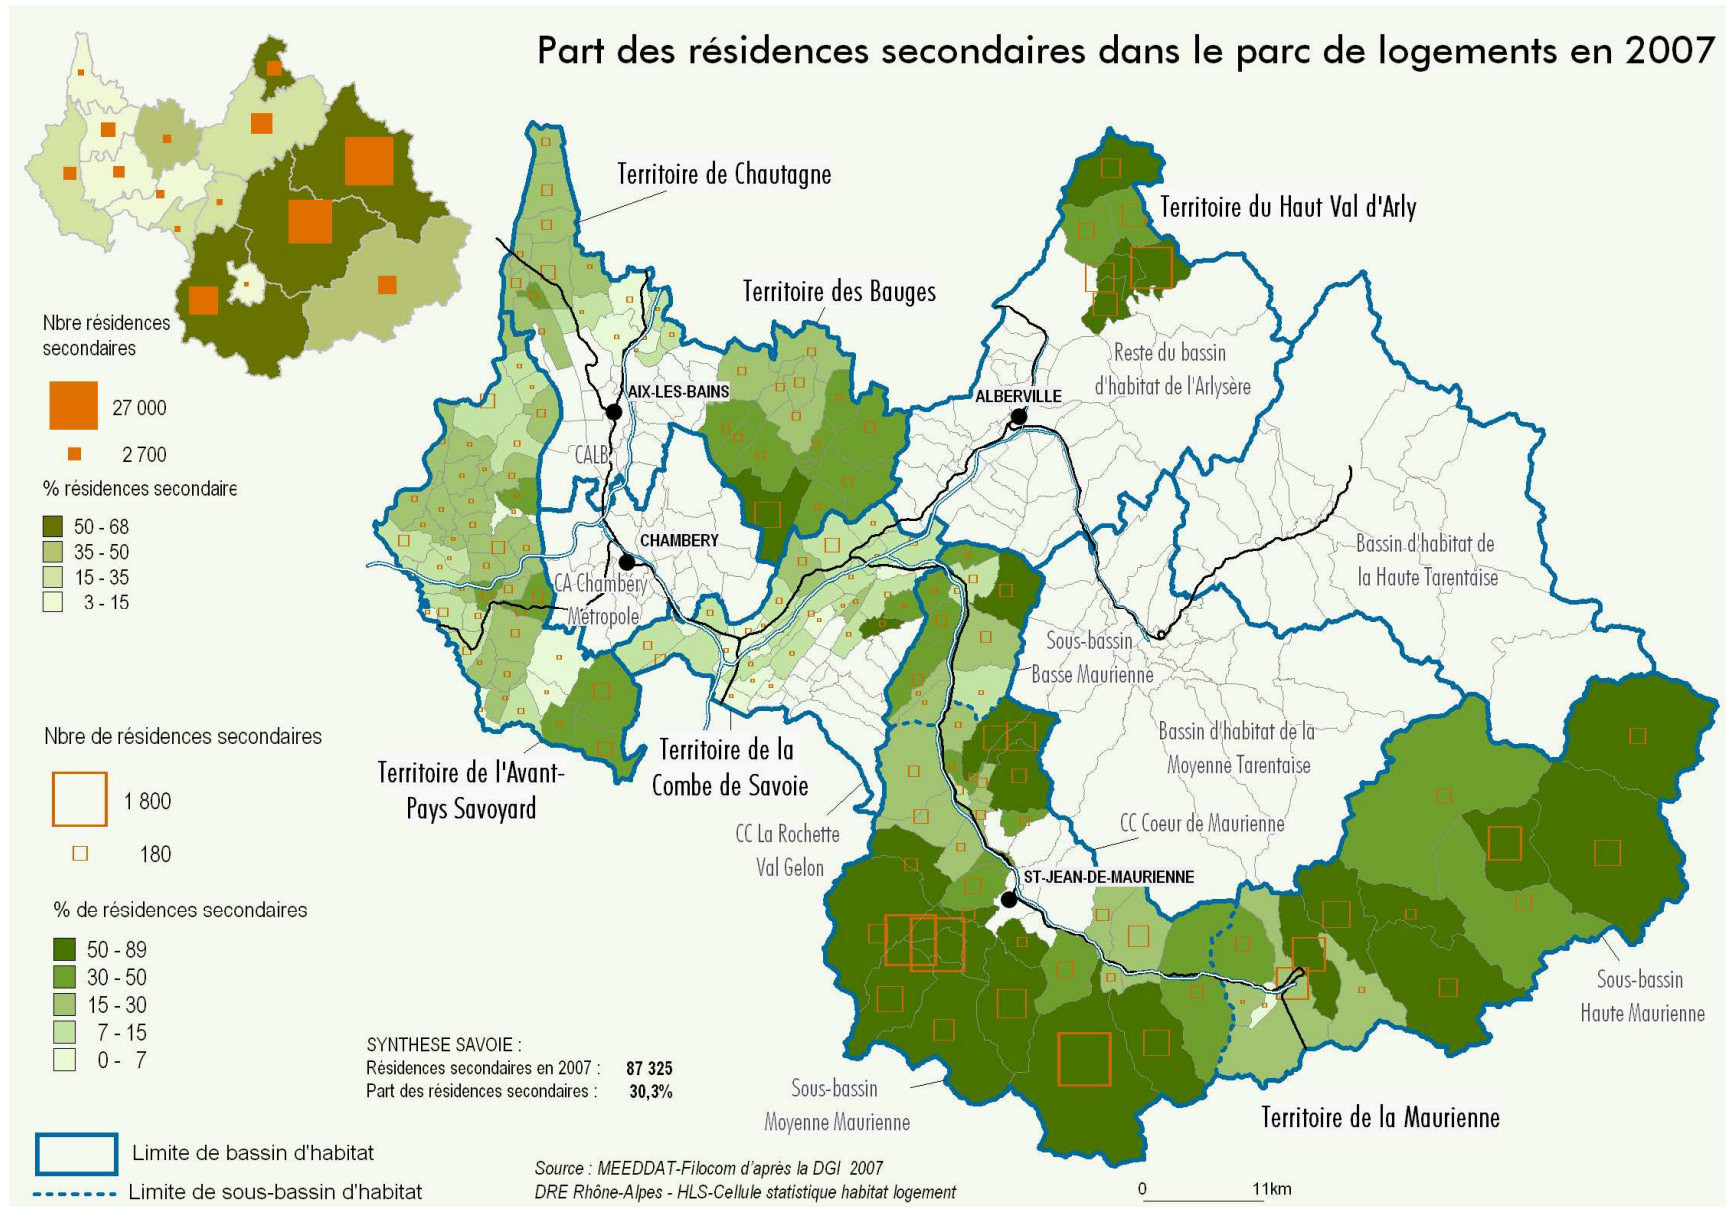 Part des résidences secondaires dans le parc de logements en 2007
Nbre résidences
secondaires
27 000
2 700
% résidences secondaire
50 - 68
35 - 50
15 - 35
3 - 15
Nbre de résidences secondaires
1 800
180
% de résidences secondaires
50 - 89
30 - 50
15 - 30
7 - 15
0 - 7
Territoire de Chautagne
Territoire des Bauges
Territoire du Haut Val d'Arly
Reste du bassin
d'habitat de l'Arlysère
AIX-LES-BAINS
ALBERVILLE
CALB
CHAMBERY
CA Chambéry
Métropole
Bassin d'habitat de
la Haute Tarentaise
Sous-bassin
Basse Maurienne
Bassin d'habitat de la
Moyenne Tarentaise
Territoire de l'Avant-
Pays Savoyard
Territoire de la
Combe de Savoie
CC La Rochette
Val Gelon
CC Coeur de Maurienne
ST-JEAN-DE-MAURIENNE
Sous-bassin
Haute Maurienne
Sous-bassin
Moyenne Maurienne
Territoire de la Maurienne
SYNTHESE SAVOIE :
Résidences secondaires en 2007 : 87 325
Part des résidences secondaires : 30,3%
Limite de bassin d'habitat
Limite de sous-bassin d'habitat
Source : MEEDDAT-Filocom d'après la DGI 2007
DRE Rhône-Alpes - HLS-Cellule statistique habitat logement
0 11km